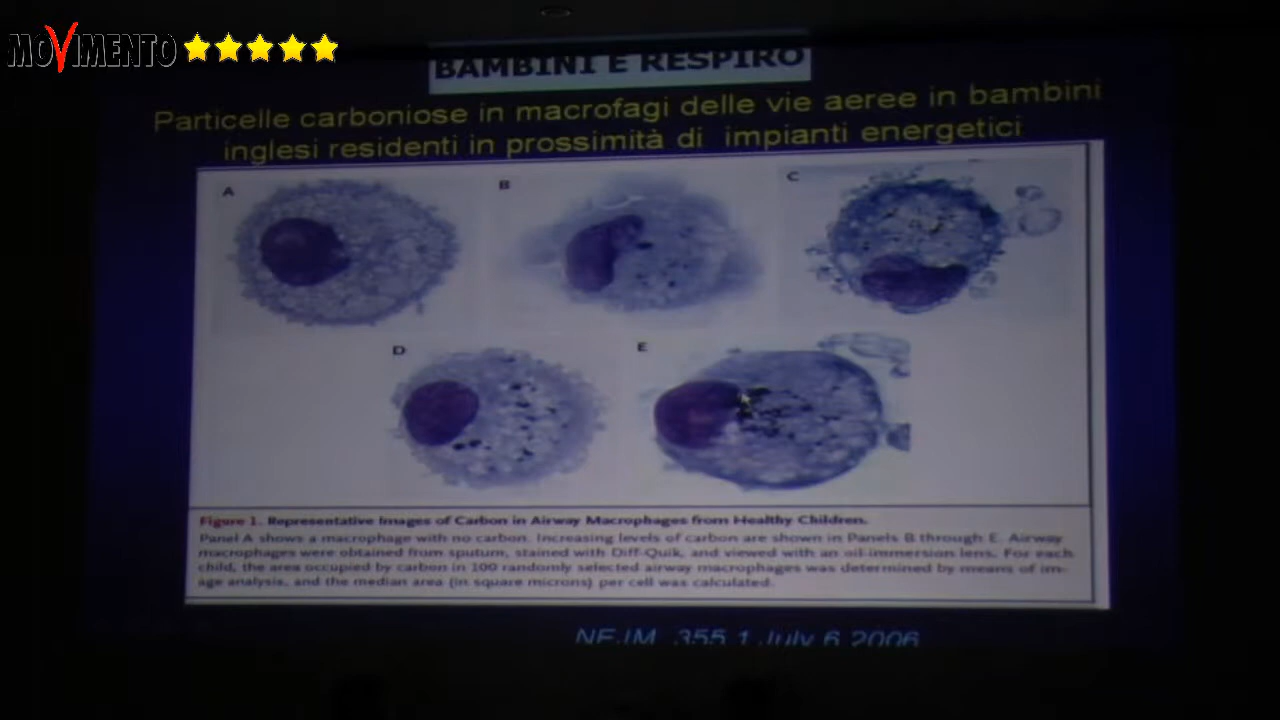 MOVIMENTO
BAMBINI E RESPIRO
Particelle carboniose in macrofagi delle vie aeree in bambini
inglesi residenti in prossimità di impianti energetici
A
B
C
D
E
Figure 1. Representative Images of Carbon in Airway Macrophages from Healthy Children.
Panel A shows a macrophage with no carbon. Increasing levels of carbon are shown in Panels B through E. Airway
macrophages were obtained from sputum, stained with Diff-Quik, and viewed with an oil-immersion lens. For each
child, the area occupied by carbon in 100 randomly selected airway macrophages was determined by means of im-
age analysis, and the median area (in square microns) per cell was calculated.
NEJM 355 1 July 6 2006